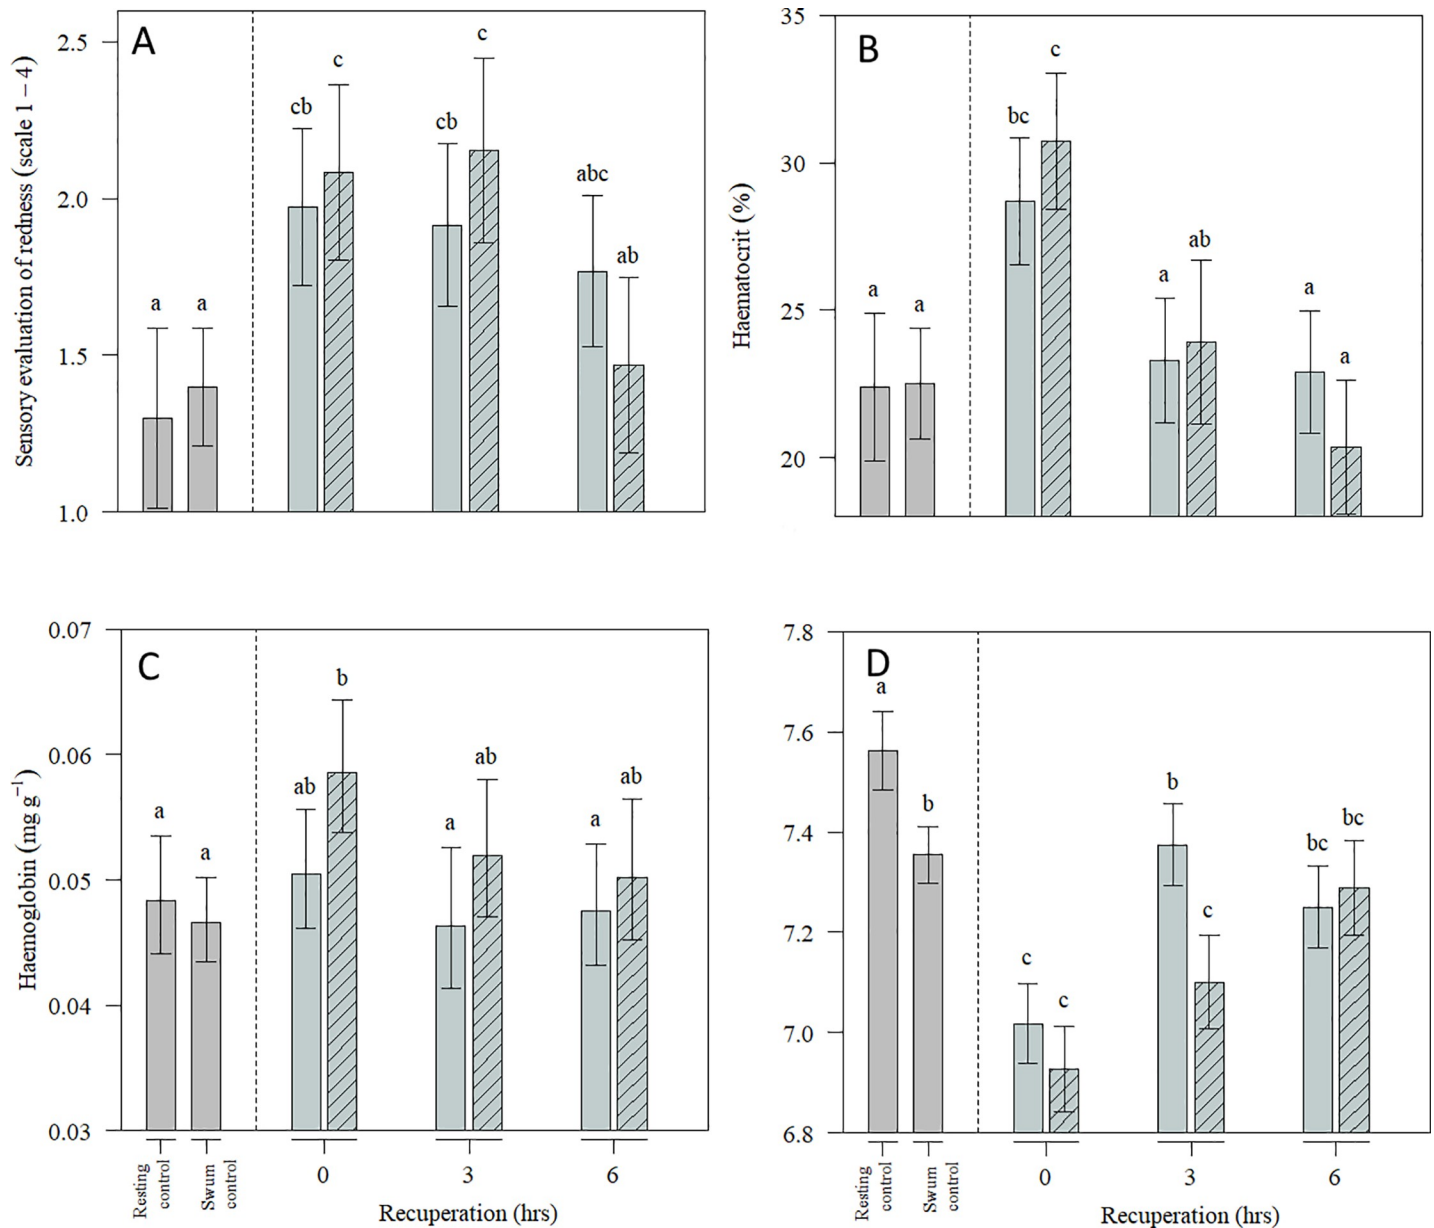 A
Sensory evaluation of redness (scale 1 – 4)
2.5
2.0
1.5
1.0
a
a
cb
c
cb
c
abc
ab
B
Haematocrit (%)
35
30
25
20
a
a
bc
c
a
ab
a
a
C
Haemoglobin (mg g⁻¹)
0.07
0.06
0.05
0.04
0.03
a
a
ab
b
a
ab
a
ab
Resting
control
Swum
control
0
3
6
Recuperation (hrs)
D
7.8
7.6
7.4
7.2
7.0
6.8
a
b
c
c
b
c
bc
bc
Resting
control
Swum
control
0
3
6
Recuperation (hrs)